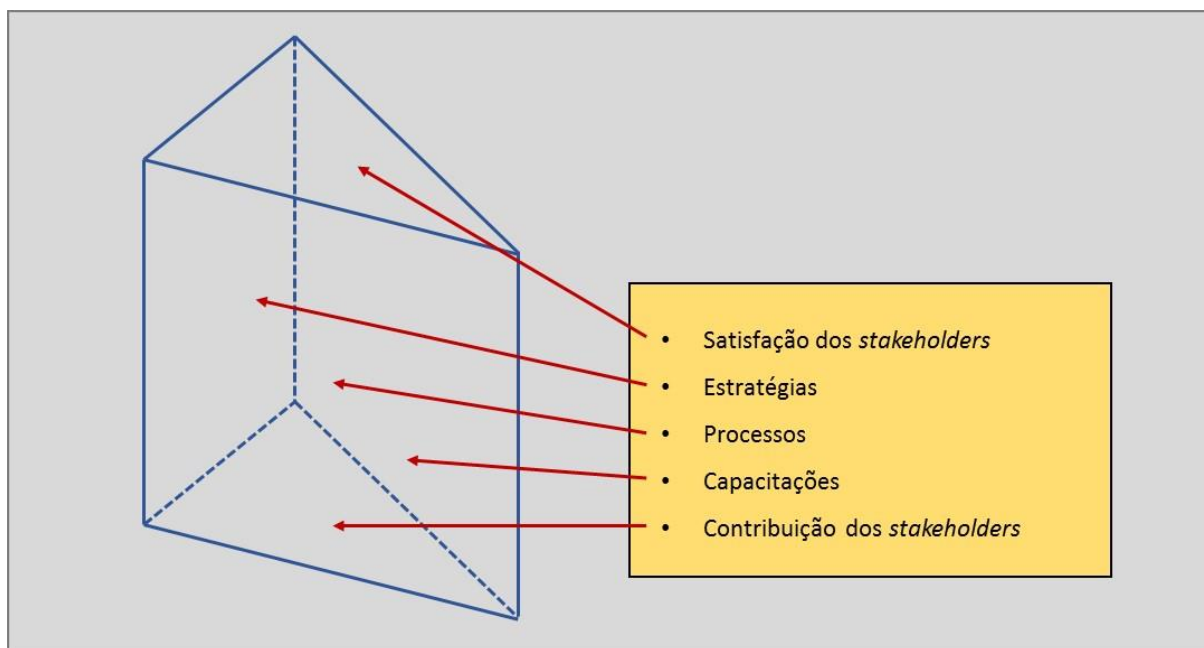 • Satisfação dos stakeholders
• Estratégias
• Processos
• Capacitações
• Contribuição dos stakeholders